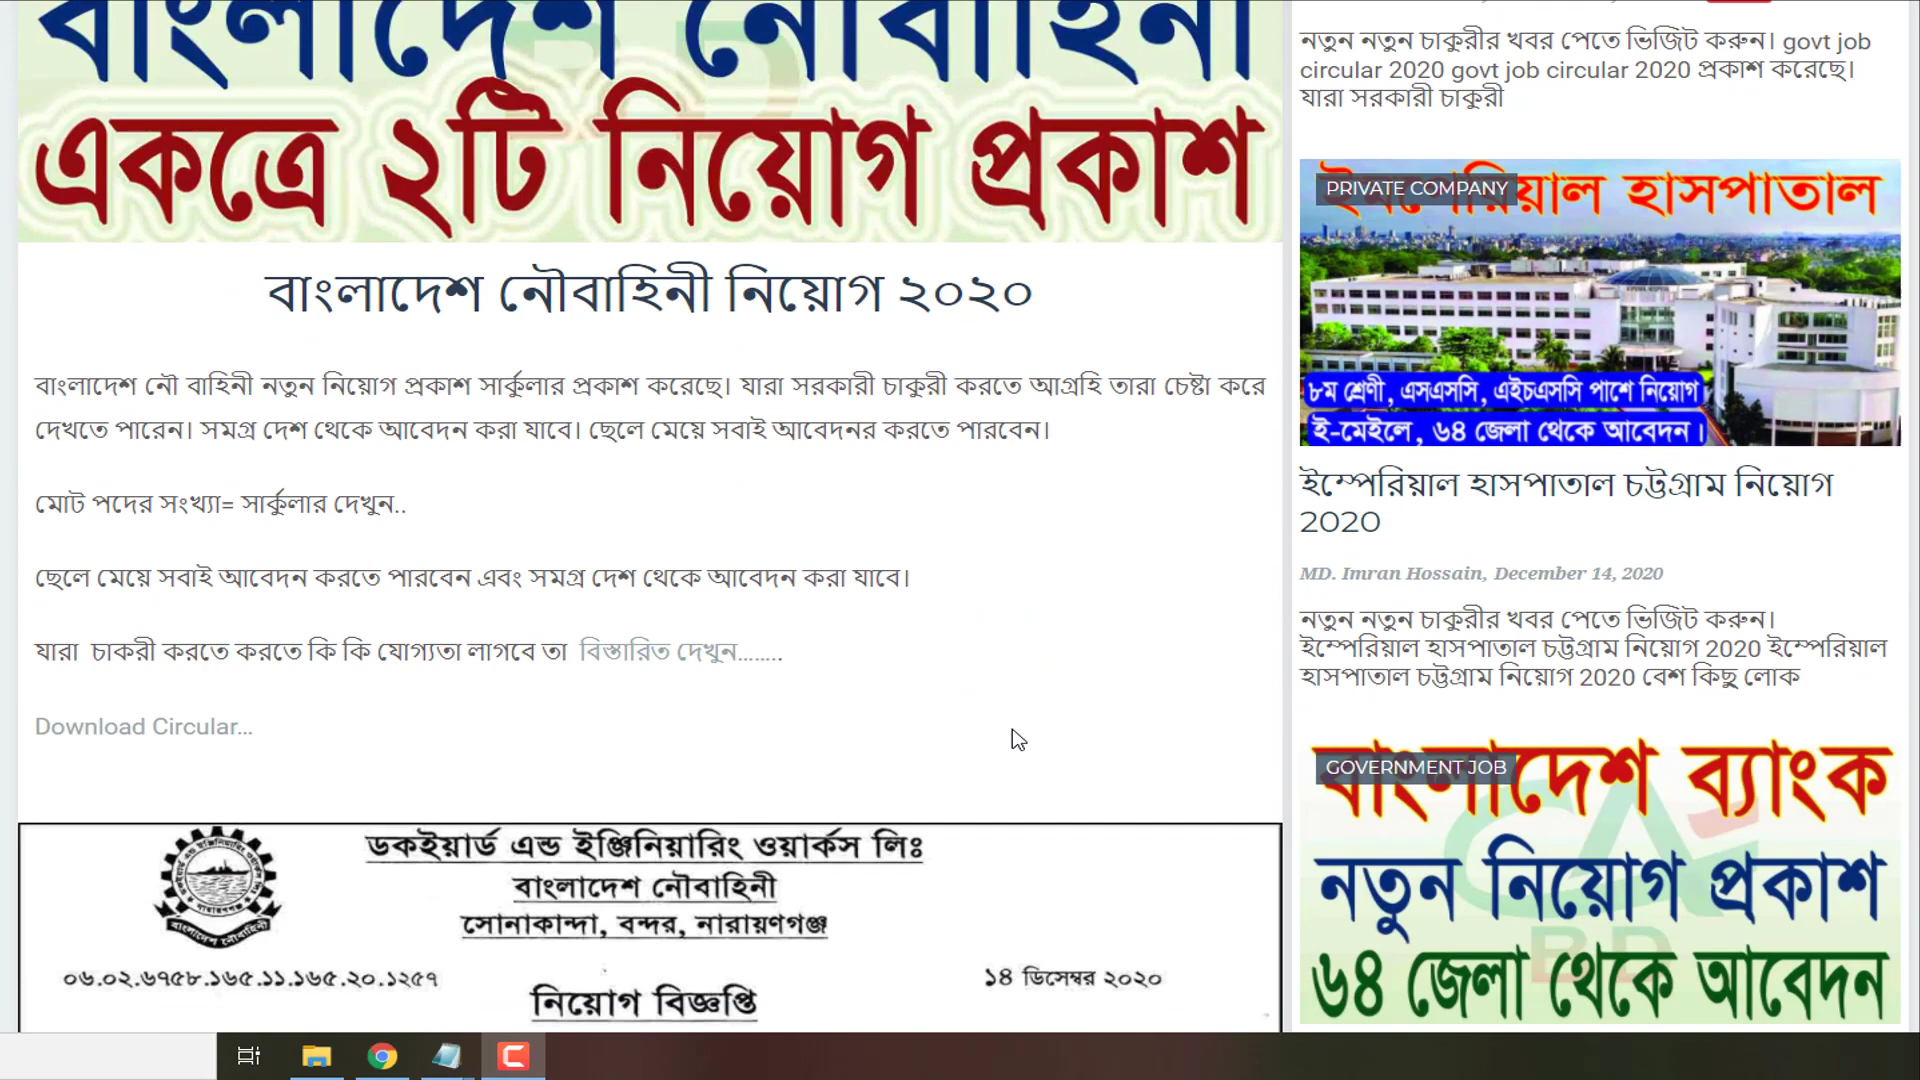 বাংলাদেশ নৌবাহিনী
একত্রে ২টি নিয়োগ প্রকাশ
বাংলাদেশ নৌবাহিনী নিয়োগ ২০২০
বাংলাদেশ নৌ বাহিনী নতুন নিয়োগ প্রকাশ সার্কুলার প্রকাশ করেছে। যারা সরকারী চাকুরী করতে আগ্রহি তারা চেষ্টা করে
দেখতে পারেন। সমগ্র দেশ থেকে আবেদন করা যাবে। ছেলে মেয়ে সবাই আবেদনর করতে পারবেন।
মোট পদের সংখ্যা= সার্কুলার দেখুন..
ছেলে মেয়ে সবাই আবেদন করতে পারবেন এবং সমগ্র দেশ থেকে আবেদন করা যাবে।
যারা চাকরী করতে করতে কি কি যোগ্যতা লাগবে তা বিস্তারিত দেখুন........
Download Circular...
ডকইয়ার্ড এন্ড ইঞ্জিনিয়ারিং ওয়ার্কস লিঃ
বাংলাদেশ নৌবাহিনী
সোনাকান্দা, বন্দর, নারায়ণগঞ্জ
বাংলাদেশ নৌবাহিনী
০৬.০২.৬৭৫৮.১৬৫.১১.১৬৫.২০.১২৫৭
১৪ ডিসেম্বর ২০২০
নিয়োগ বিজ্ঞপ্তি
নতুন নতুন চাকুরীর খবর পেতে ভিজিট করুন। govt job
circular 2020 govt job circular 2020 প্রকাশ করেছে।
যারা সরকারী চাকুরী
PRIVATE COMPANY
ইমপেরিয়াল হাসপাতাল
৮ম শ্রেণী, এসএসসি, এইচএসসি পাশে নিয়োগ
ই-মেইলে, ৬৪ জেলা থেকে আবেদন।
ইম্পেরিয়াল হাসপাতাল চট্টগ্রাম নিয়োগ
2020
MD. Imran Hossain, December 14, 2020
নতুন নতুন চাকুরীর খবর পেতে ভিজিট করুন।
ইম্পেরিয়াল হাসপাতাল চট্টগ্রাম নিয়োগ 2020 ইম্পেরিয়াল
হাসপাতাল চট্টগ্রাম নিয়োগ 2020 বেশ কিছু লোক
GOVERNMENT JOB
বাংলাদেশ ব্যাংক
নতুন নিয়োগ প্রকাশ
৬৪ জেলা থেকে আবেদন
BD